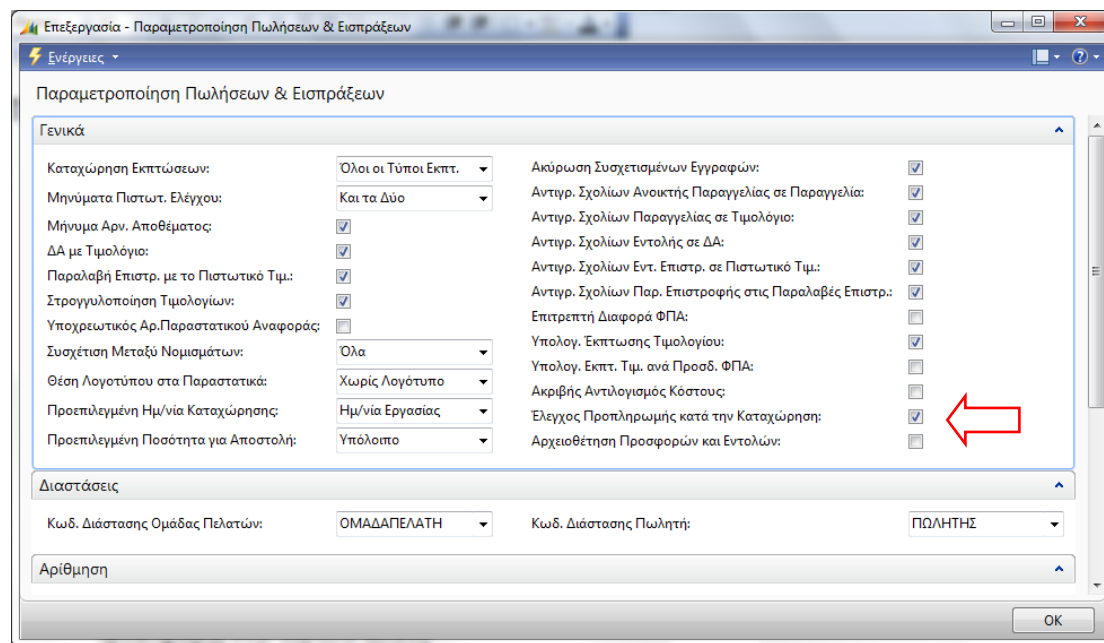 Επεξεργασία - Παραμετροποίηση Πωλήσεων & Εισπράξεων
Ενέργειες
Παραμετροποίηση Πωλήσεων & Εισπράξεων
Γενικά
Καταχώρηση Εκπτώσεων: Όλοι οι Τύποι Εκπτ.
Μηνύματα Πιστωτ. Ελέγχου: Και τα Δύο
Μήνυμα Αρν. Αποθέματος:
ΔΑ με Τιμολόγιο:
Παραλαβή Επιστρ. με το Πιστωτικό Τιμ.:
Στρογγυλοποίηση Τιμολογίων:
Υποχρεωτικός Αρ.Παραστατικού Αναφοράς:
Συσχέτιση Μεταξύ Νομισμάτων: Όλα
Θέση Λογοτύπου στα Παραστατικά: Χωρίς Λογότυπο
Προεπιλεγμένη Ημ/νία Καταχώρησης: Ημ/νία Εργασίας
Προεπιλεγμένη Ποσότητα για Αποστολή: Υπόλοιπο
Ακύρωση Συσχετισμένων Εγγραφών:
Αντιγρ. Σχολίων Ανοικτής Παραγγελίας σε Παραγγελία:
Αντιγρ. Σχολίων Παραγγελίας σε Τιμολόγιο:
Αντιγρ. Σχολίων Εντολής σε ΔΑ:
Αντιγρ. Σχολίων Εντ. Επιστρ. σε Πιστωτικό Τιμ.:
Αντιγρ. Σχολίων Παρ. Επιστροφής στις Παραλαβές Επιστρ.:
Επιτρεπτή Διαφορά ΦΠΑ:
Υπολογ. Έκπτωσης Τιμολογίου:
Υπολογ. Εκπτ. Τιμ. ανά Προσδ. ΦΠΑ:
Ακριβής Αντιλογισμός Κόστους:
Έλεγχος Προπληρωμής κατά την Καταχώρηση:
Αρχειοθέτηση Προσφορών και Εντολών:
Διαστάσεις
Κωδ. Διάστασης Ομάδας Πελατών: ΟΜΑΔΑΠΕΛΑΤΗ
Κωδ. Διάστασης Πωλητή: ΠΩΛΗΤΗΣ
Αρίθμηση
OK